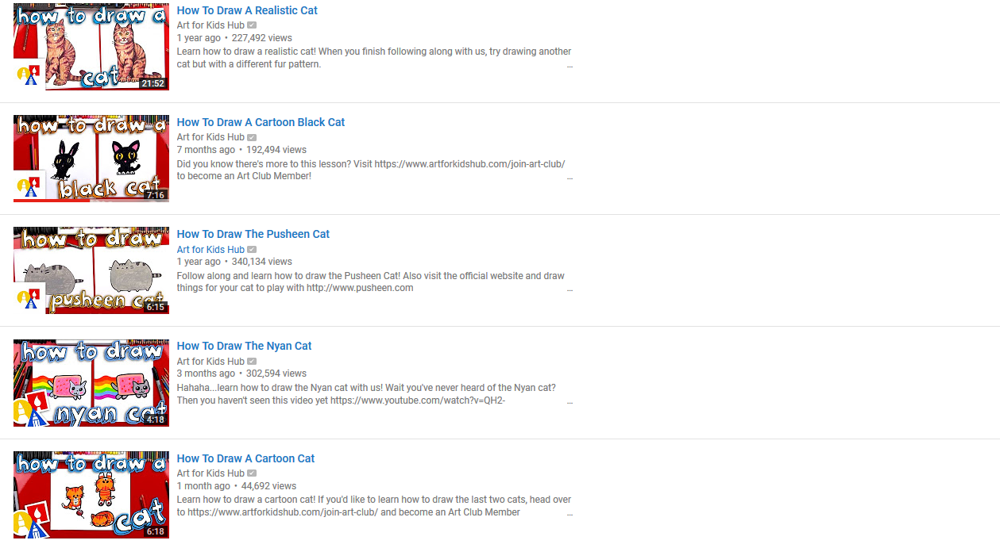 how to draw a
cat
21:52
How To Draw A Realistic Cat
Art for Kids Hub
1 year ago • 227,492 views
Learn how to draw a realistic cat! When you finish following along with us, try drawing another
cat but with a different fur pattern.
...
how to draw a
black cat
7:16
How To Draw A Cartoon Black Cat
Art for Kids Hub
7 months ago • 192,494 views
Did you know there's more to this lesson? Visit https://www.artforkidshub.com/join-art-club/
to become an Art Club Member!
...
how to draw
pusheen cat
6:15
How To Draw The Pusheen Cat
Art for Kids Hub
1 year ago • 340,134 views
Follow along and learn how to draw the Pusheen Cat! Also visit the official website and draw
things for your cat to play with http://www.pusheen.com
...
how to draw
nyan cat
4:18
How To Draw The Nyan Cat
Art for Kids Hub
3 months ago • 302,594 views
Hahaha...learn how to draw the Nyan cat with us! Wait you've never heard of the Nyan cat?
Then you haven't seen this video yet https://www.youtube.com/watch?v=QH2-
...
how to draw a
cat
6:18
How To Draw A Cartoon Cat
Art for Kids Hub
1 month ago • 44,692 views
Learn how to draw a cartoon cat! If you'd like to learn how to draw the last two cats, head over
to https://www.artforkidshub.com/join-art-club/ and become an Art Club Member
...